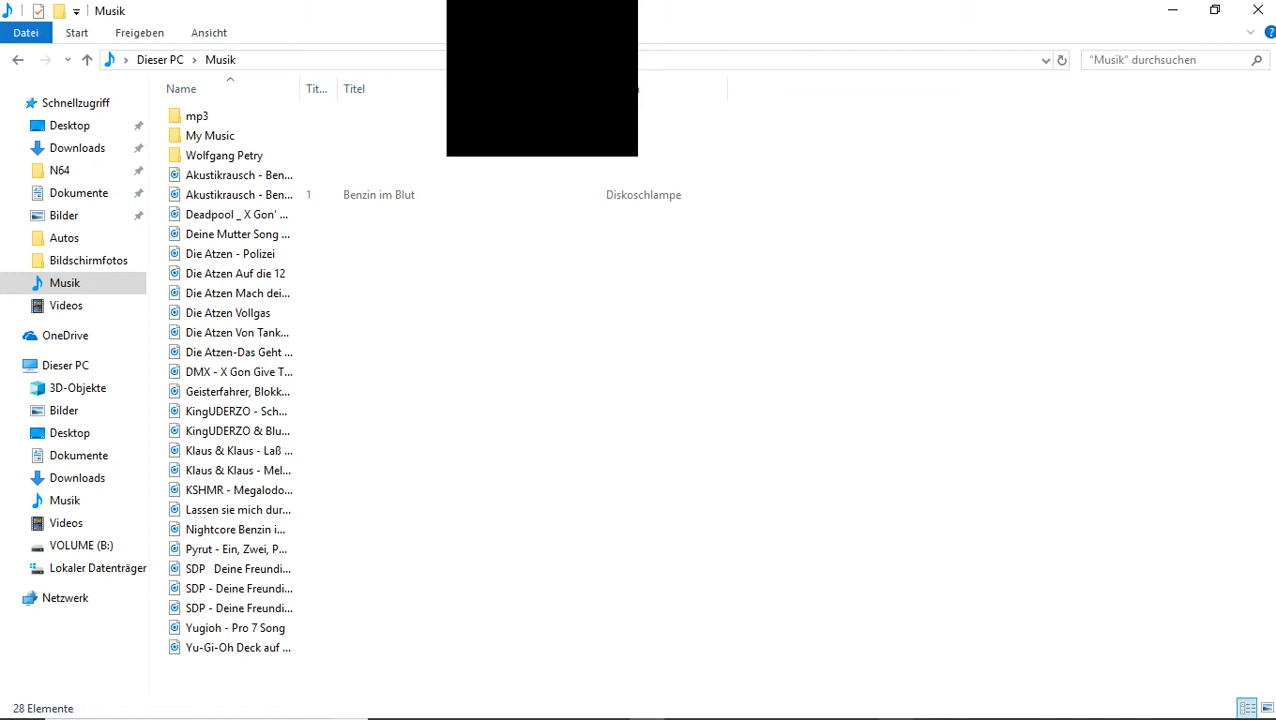 Musik
Datei Start Freigeben Ansicht
Dieser PC Musik "Musik" durchsuchen
Name Tit... Titel
Schnellzugriff
Desktop
Downloads
N64
Dokumente
Bilder
Autos
Bildschirmfotos
Musik
Videos
OneDrive
Dieser PC
3D-Objekte
Bilder
Desktop
Dokumente
Downloads
Musik
Videos
VOLUME (B:)
Lokaler Datenträger
Netzwerk
mp3
My Music
Wolfgang Petry
Akustikrausch - Ben...
Akustikrausch - Ben... 1 Benzin im Blut Diskoschlampe
Deadpool _ X Gon' ...
Deine Mutter Song ...
Die Atzen - Polizei
Die Atzen Auf die 12
Die Atzen Mach dei...
Die Atzen Vollgas
Die Atzen Von Tank...
Die Atzen-Das Geht ...
DMX - X Gon Give T...
Geisterfahrer, Blokk...
KingUDERZO - Sch...
KingUDERZO & Blu...
Klaus & Klaus - Laß ...
Klaus & Klaus - Mel...
KSHMR - Megalodo...
Lassen sie mich dur...
Nightcore Benzin i...
Pyrut - Ein, Zwei, P...
SDP   Deine Freundi...
SDP - Deine Freundi...
SDP - Deine Freundi...
Yugioh - Pro 7 Song
Yu-Gi-Oh Deck auf ...
28 Elemente